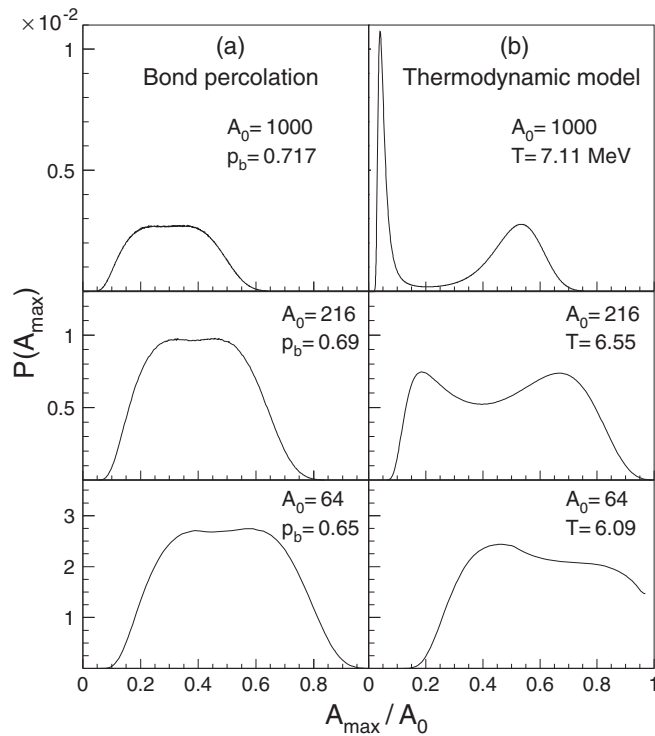 × 10⁻²
(a)
Bond percolation
A₀= 1000
p_b= 0.717
1
0.5
(b)
Thermodynamic model
A₀= 1000
T= 7.11 MeV
P(A_max)
A₀= 216
p_b= 0.69
1
0.5
A₀= 216
T= 6.55
A₀= 64
p_b= 0.65
3
2
1
A₀= 64
T= 6.09
0 0.2 0.4 0.6 0.8 0 0.2 0.4 0.6 0.8 1
A_max / A₀